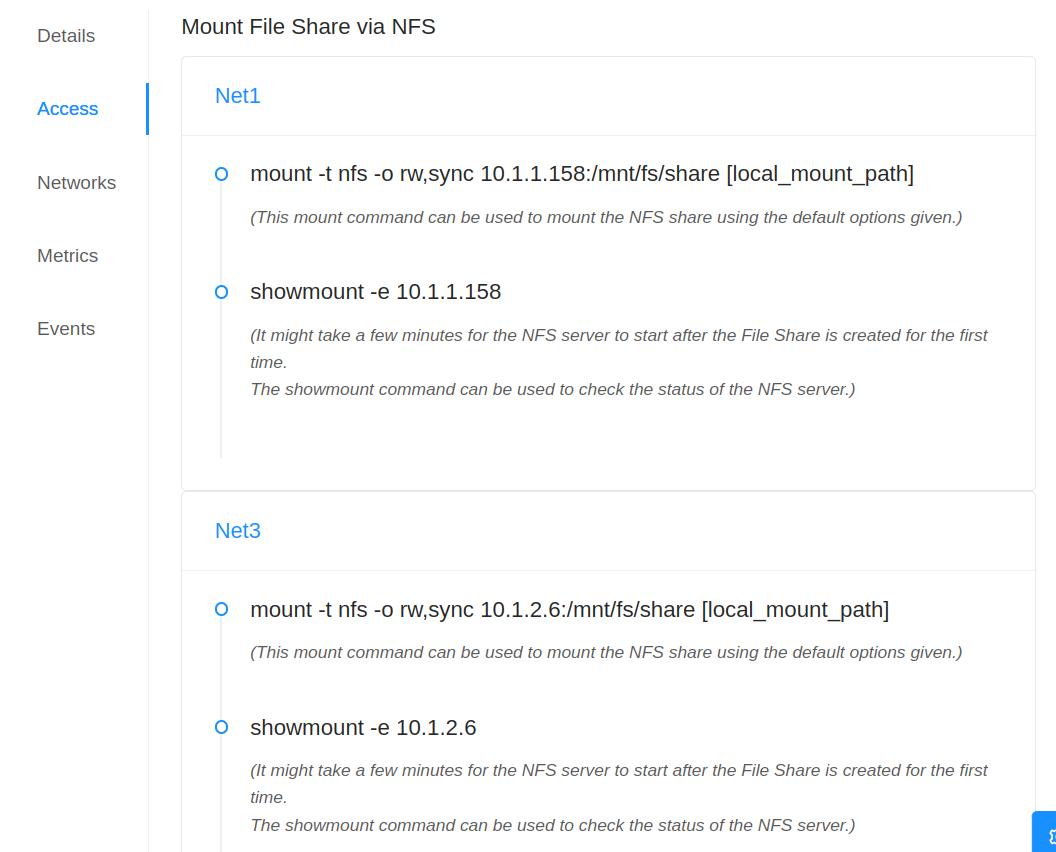 Details
Access
Networks
Metrics
Events
Mount File Share via NFS
Net1
mount -t nfs -o rw,sync 10.1.1.158:/mnt/fs/share [local_mount_path]
(This mount command can be used to mount the NFS share using the default options given.)
showmount -e 10.1.1.158
(It might take a few minutes for the NFS server to start after the File Share is created for the first
time.
The showmount command can be used to check the status of the NFS server.)
Net3
mount -t nfs -o rw,sync 10.1.2.6:/mnt/fs/share [local_mount_path]
(This mount command can be used to mount the NFS share using the default options given.)
showmount -e 10.1.2.6
(It might take a few minutes for the NFS server to start after the File Share is created for the first
time.
The showmount command can be used to check the status of the NFS server.)